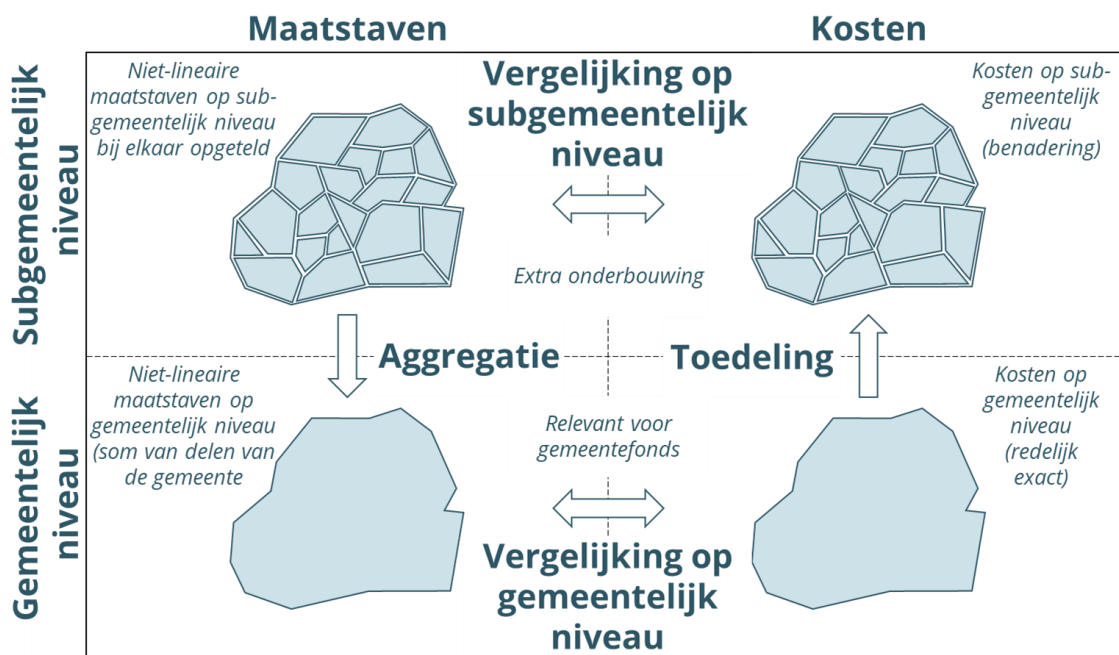 Maatstaven
Kosten
Subgemeentelijk
niveau
Niet-lineaire
maatstaven op sub-
gemeentelijk niveau
bij elkaar opgeteld
Vergelijking op
subgemeentelijk
niveau
Kosten op sub-
gemeentelijk
niveau
(benadering)
Extra onderbouwing
Aggregatie
Toedeling
Gemeentelijk
niveau
Niet-lineaire
maatstaven op
gemeentelijk niveau
(som van delen van
de gemeente
Relevant voor
gemeentefonds
Kosten op
gemeentelijk
niveau
(redelijk
exact)
Vergelijking op
gemeentelijk
niveau